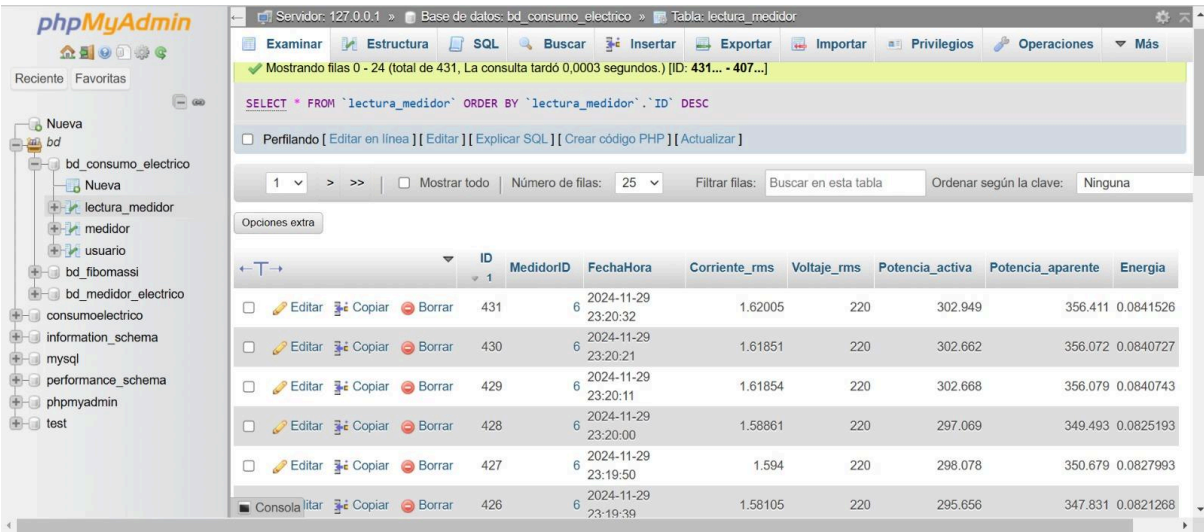 phpMyAdmin
Reciente Favoritas
Nueva
bd
bd_consumo_electrico
Nueva
lectura_medidor
medidor
usuario
bd_fibomassi
bd_medidor_electrico
consumoelectrico
information_schema
mysql
performance_schema
phpmyadmin
test
Servidor: 127.0.0.1 » Base de datos: bd_consumo_electrico » Tabla: lectura_medidor
Examinar Estructura SQL Buscar Insertar Exportar Importar Privilegios Operaciones Más
Mostrando filas 0 - 24 (total de 431, La consulta tardó 0,0003 segundos.) [ID: 431... - 407...]
SELECT * FROM `lectura_medidor` ORDER BY `lectura_medidor`.`ID` DESC
Perfilando [ Editar en línea ] [ Editar ] [ Explicar SQL ] [ Crear código PHP ] [ Actualizar ]
1 > >> Mostrar todo Número de filas: 25 Filtrar filas: Buscar en esta tabla Ordenar según la clave: Ninguna
Opciones extra
←T→ ID 1 MedidorID FechaHora Corriente_rms Voltaje_rms Potencia_activa Potencia_aparente Energia
Editar Copiar Borrar 431 6 2024-11-29 23:20:32 1.62005 220 302.949 356.411 0.0841526
Editar Copiar Borrar 430 6 2024-11-29 23:20:21 1.61851 220 302.662 356.072 0.0840727
Editar Copiar Borrar 429 6 2024-11-29 23:20:11 1.61854 220 302.668 356.079 0.0840743
Editar Copiar Borrar 428 6 2024-11-29 23:20:00 1.58861 220 297.069 349.493 0.0825193
Editar Copiar Borrar 427 6 2024-11-29 23:19:50 1.594 220 298.078 350.679 0.0827993
Consola itar Copiar Borrar 426 6 2024-11-29 23:19:39 1.58105 220 295.656 347.831 0.0821268